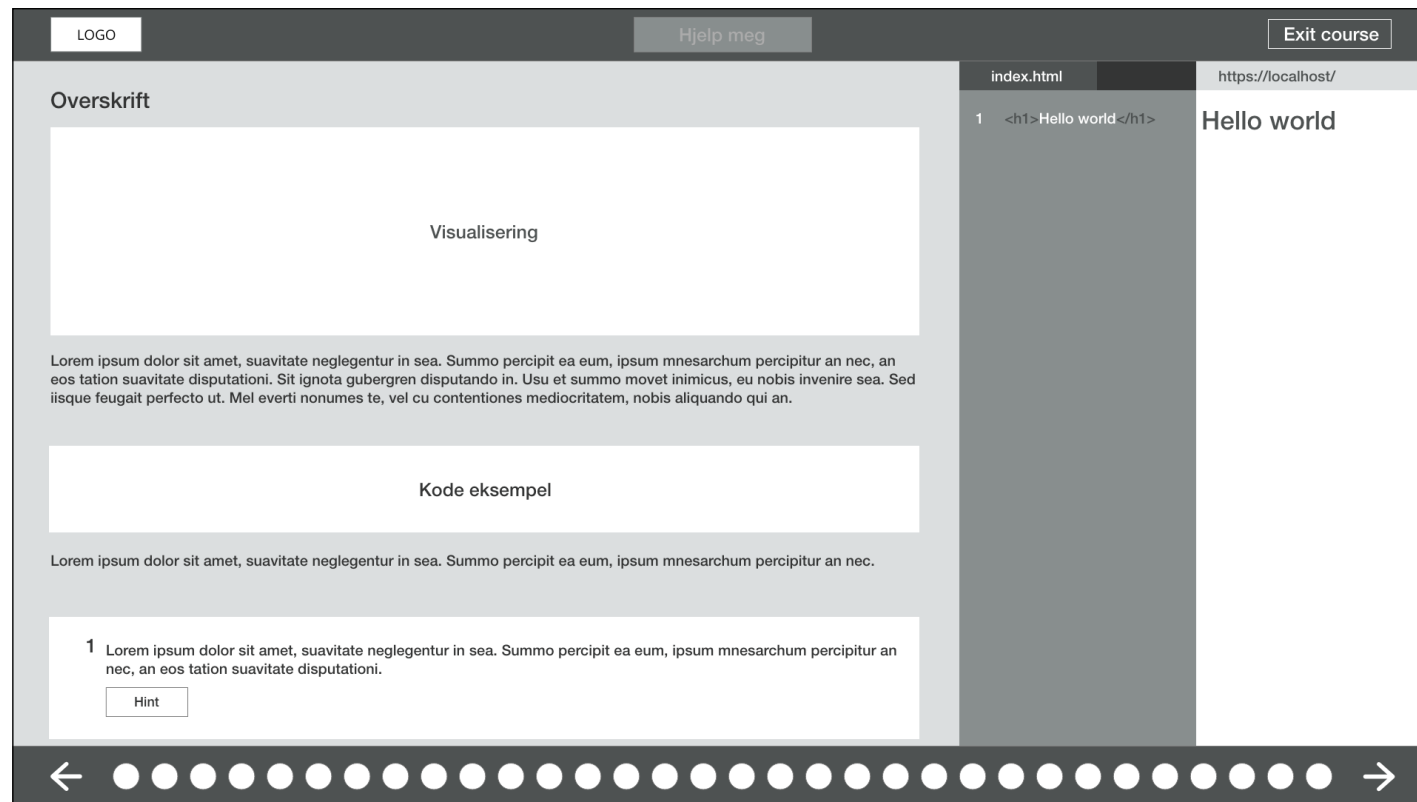 LOGO
Hjelp meg
Exit course
Overskrift
Visualisering
Lorem ipsum dolor sit amet, suavitate neglegentur in sea. Summo percipit ea eum, ipsum mnesarchum percipitur an nec, an
eos tation suavitate disputationi. Sit ignota gubergren disputando in. Usu et summo movet inimicus, eu nobis invenire sea. Sed
iisque feugait perfecto ut. Mel everti nonumes te, vel cu contentiones mediocritatem, nobis aliquando qui an.
Kode eksempel
Lorem ipsum dolor sit amet, suavitate neglegentur in sea. Summo percipit ea eum, ipsum mnesarchum percipitur an nec.
1 Lorem ipsum dolor sit amet, suavitate neglegentur in sea. Summo percipit ea eum, ipsum mnesarchum percipitur an
nec, an eos tation suavitate disputationi.
Hint
index.html
1 <h1>Hello world</h1>
https://localhost/
Hello world